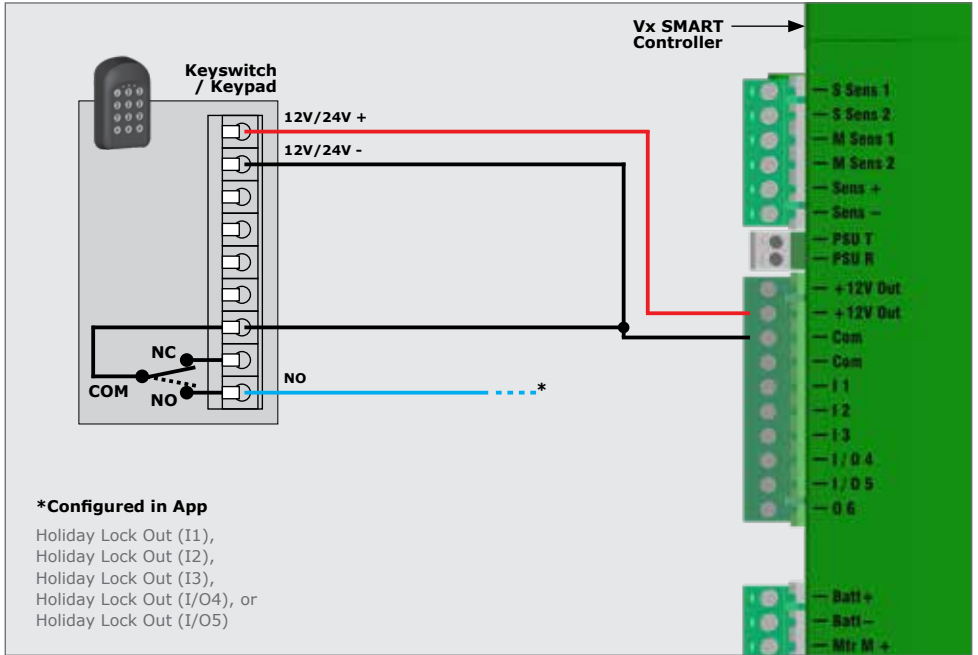 Vx SMART
Controller
Keyswitch
/ Keypad
12V/24V +
12V/24V -
NC
COM
NO
NO
*
*Configured in App
Holiday Lock Out (I1),
Holiday Lock Out (I2),
Holiday Lock Out (I3),
Holiday Lock Out (I/O4), or
Holiday Lock Out (I/O5)
S Sens 1
S Sens 2
M Sens 1
M Sens 2
Sens +
Sens -
PSU T
PSU R
+12V Out
+12V Out
Com
Com
I 1
I 2
I 3
I/O 4
I/O 5
O 6
Batt+
Batt-
Mtr M +